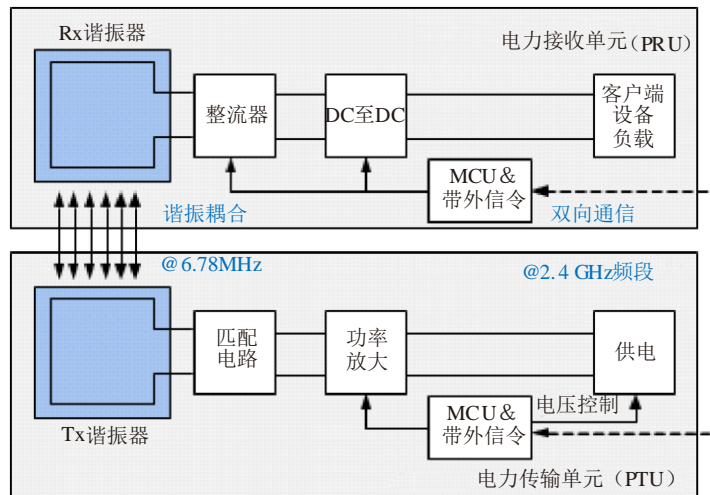 Rx谐振器
电力接收单元（PRU）
整流器
DC至DC
客户端
设备
负载
MCU＆
带外信令
谐振耦合
双向通信
@6.78MHz
@2.4 GHz频段
匹配
电路
功率
放大
供电
MCU＆
带外信令
电压控制
Tx谐振器
电力传输单元（PTU）